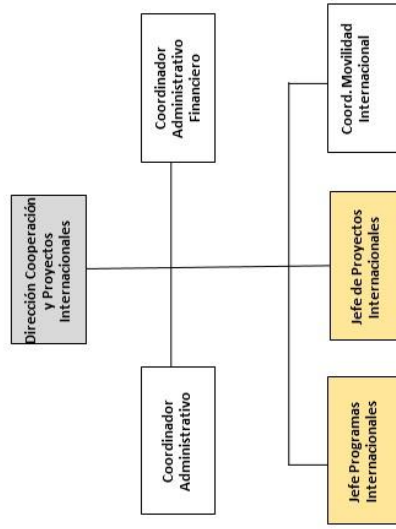 Dirección Cooperación
y Proyectos
Internacionales
Coordinador
Administrativo
Coordinador
Administrativo
Financiero
Jefe Programas
Internacionales
Jefe de Proyectos
Internacionales
Coord. Movilidad
Internacional